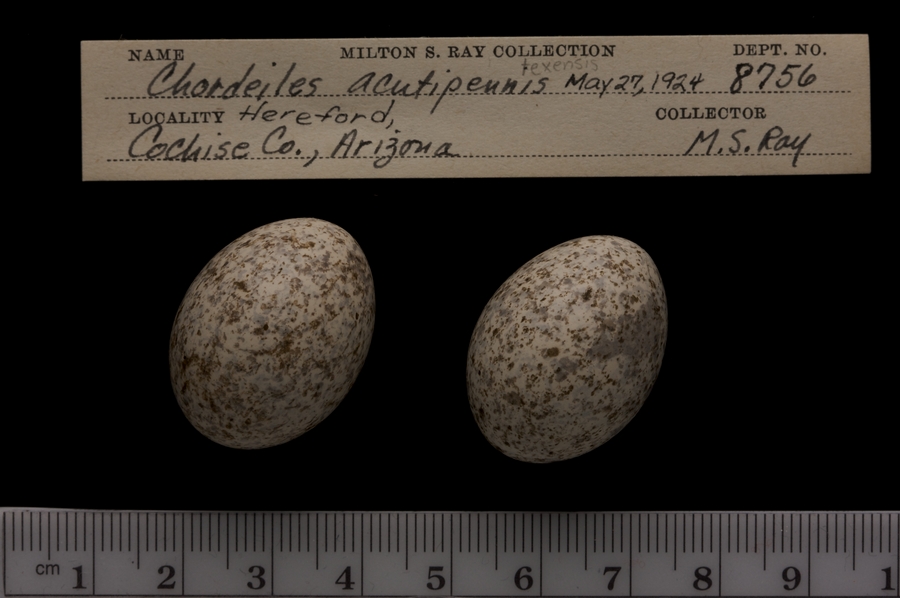 NAME MILTON S. RAY COLLECTION DEPT. NO.
texensis
Chordeiles acutipennis May 27, 1924 8756
LOCALITY Hereford, COLLECTOR
Cochise Co., Arizona M.S. Ray
cm 1 2 3 4 5 6 7 8 9 1